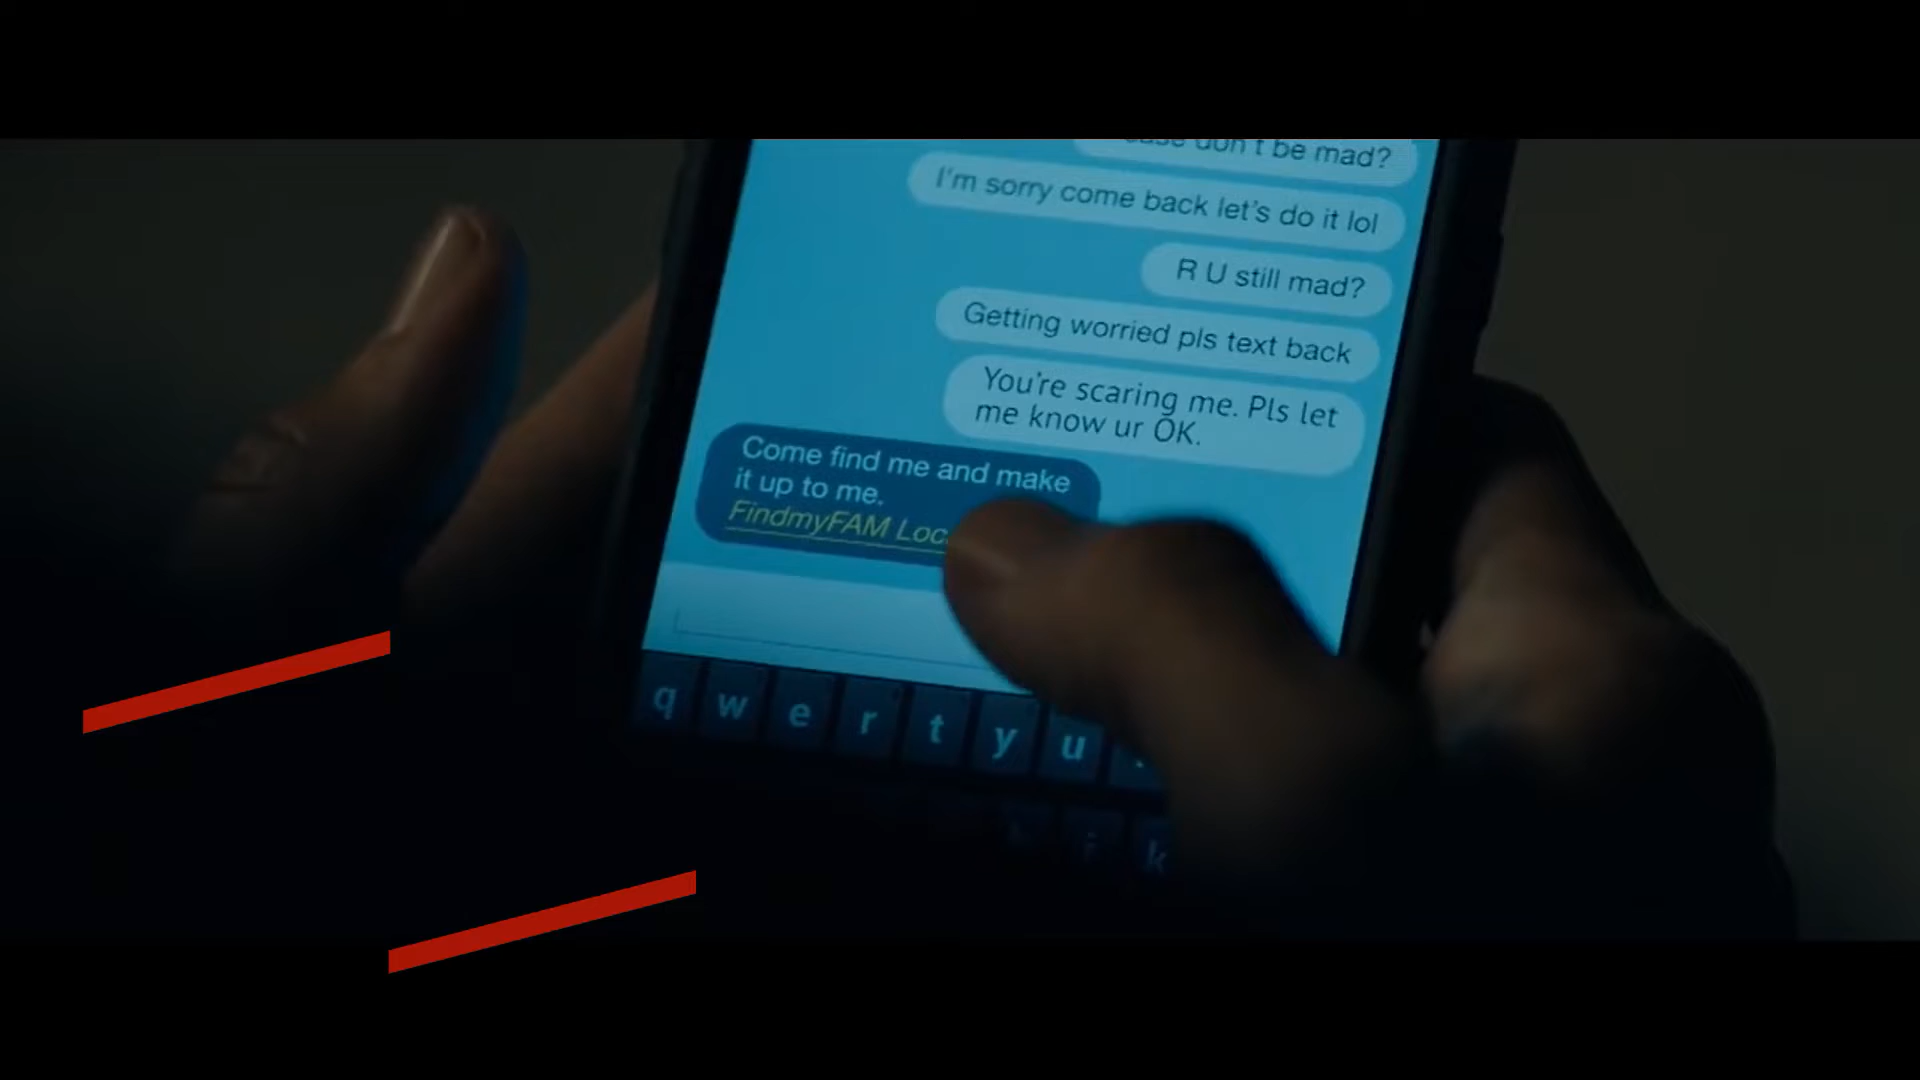 don't be mad?
I'm sorry come back let's do it lol
R U still mad?
Getting worried pls text back
You're scaring me. Pls let
me know ur OK.
Come find me and make
it up to me.
FindmyFAM
q w e r t y u
k